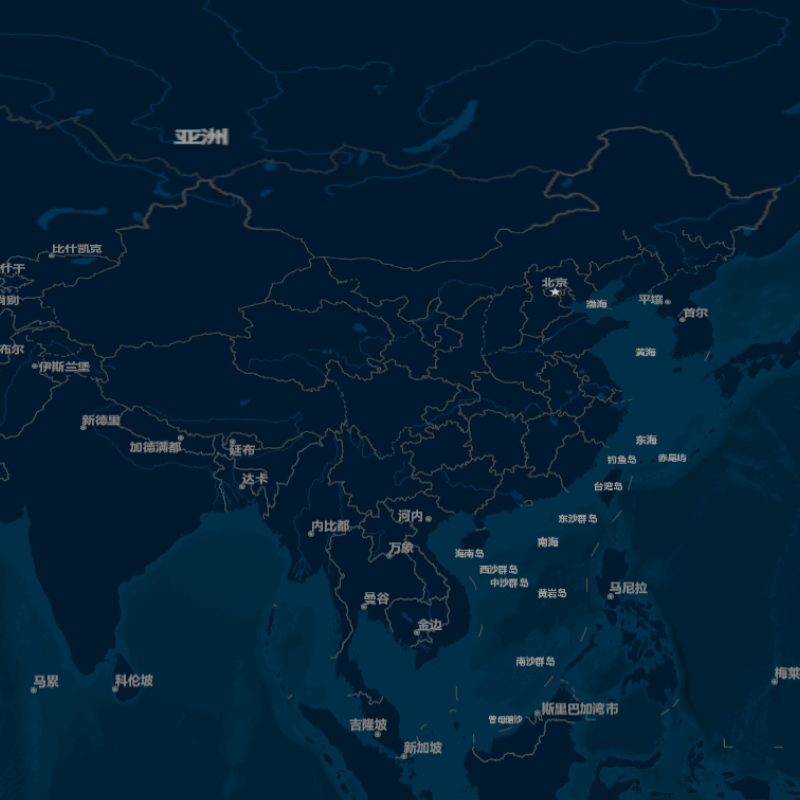 亚洲
比什凯克
什干
布尔
伊斯兰堡
新德里
加德满都
廷布
达卡
北京
渤海
平壤
首尔
黄海
东海
钓鱼岛
赤尾屿
台湾岛
东沙群岛
南海
海南岛
西沙群岛
中沙群岛
黄岩岛
河内
内比都
万象
曼谷
金边
马尼拉
南沙群岛
马累
科伦坡
梅莱
斯里巴加湾市
曾母暗沙
吉隆坡
新加坡